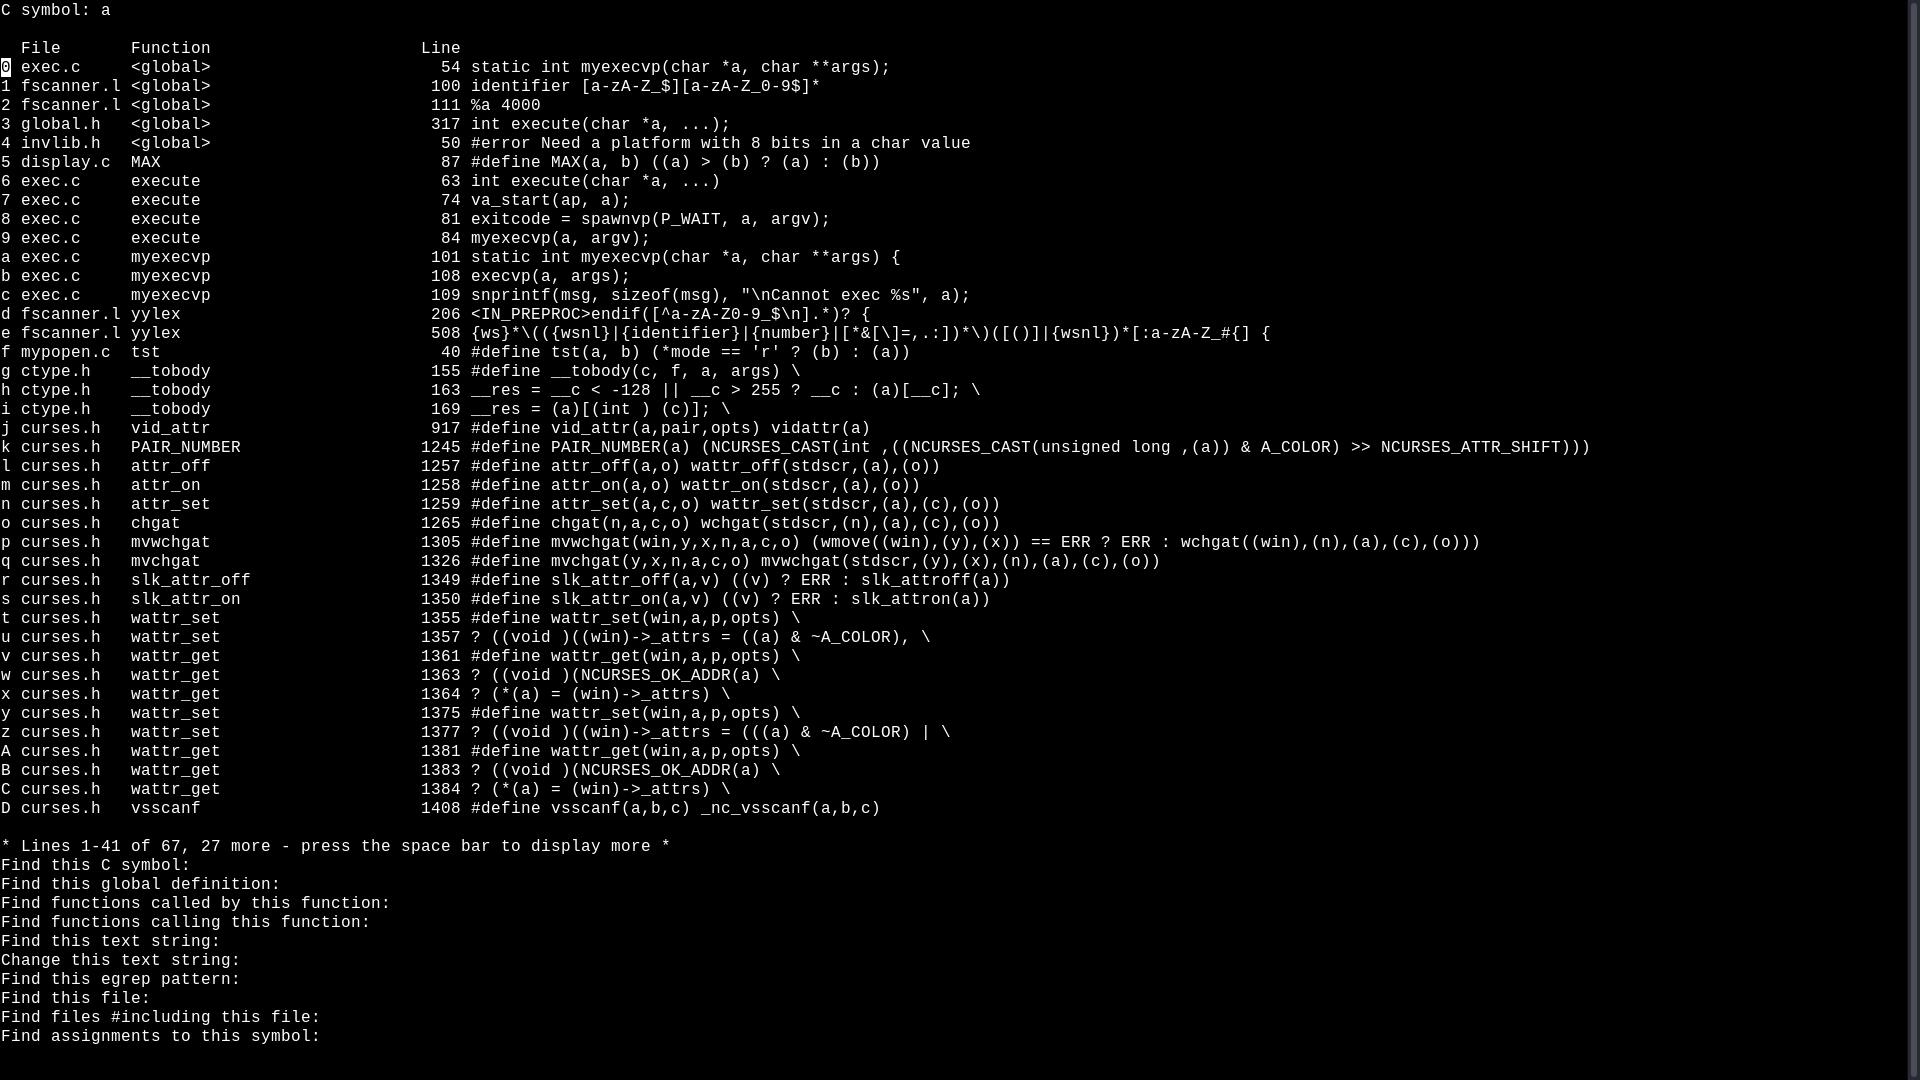 C symbol: a
  File       Function                     Line
0 exec.c     <global>                       54 static int myexecvp(char *a, char **args);
1 fscanner.l <global>                      100 identifier [a-zA-Z_$][a-zA-Z_0-9$]*
2 fscanner.l <global>                      111 %a 4000
3 global.h   <global>                      317 int execute(char *a, ...);
4 invlib.h   <global>                       50 #error Need a platform with 8 bits in a char value
5 display.c  MAX                            87 #define MAX(a, b) ((a) > (b) ? (a) : (b))
6 exec.c     execute                        63 int execute(char *a, ...)
7 exec.c     execute                        74 va_start(ap, a);
8 exec.c     execute                        81 exitcode = spawnvp(P_WAIT, a, argv);
9 exec.c     execute                        84 myexecvp(a, argv);
a exec.c     myexecvp                      101 static int myexecvp(char *a, char **args) {
b exec.c     myexecvp                      108 execvp(a, args);
c exec.c     myexecvp                      109 snprintf(msg, sizeof(msg), "\nCannot exec %s", a);
d fscanner.l yylex                         206 <IN_PREPROC>endif([^a-zA-Z0-9_$\n].*)? {
e fscanner.l yylex                         508 {ws}*\(({wsnl}|{identifier}|{number}|[*&[\]=,.:])*\)([()]|{wsnl})*[:a-zA-Z_#{] {
f mypopen.c  tst                            40 #define tst(a, b) (*mode == 'r' ? (b) : (a))
g ctype.h    __tobody                      155 #define __tobody(c, f, a, args) \
h ctype.h    __tobody                      163 __res = __c < -128 || __c > 255 ? __c : (a)[__c]; \
i ctype.h    __tobody                      169 __res = (a)[(int ) (c)]; \
j curses.h   vid_attr                      917 #define vid_attr(a,pair,opts) vidattr(a)
k curses.h   PAIR_NUMBER                  1245 #define PAIR_NUMBER(a) (NCURSES_CAST(int ,((NCURSES_CAST(unsigned long ,(a)) & A_COLOR) >> NCURSES_ATTR_SHIFT)))
l curses.h   attr_off                     1257 #define attr_off(a,o) wattr_off(stdscr,(a),(o))
m curses.h   attr_on                      1258 #define attr_on(a,o) wattr_on(stdscr,(a),(o))
n curses.h   attr_set                     1259 #define attr_set(a,c,o) wattr_set(stdscr,(a),(c),(o))
o curses.h   chgat                        1265 #define chgat(n,a,c,o) wchgat(stdscr,(n),(a),(c),(o))
p curses.h   mvwchgat                     1305 #define mvwchgat(win,y,x,n,a,c,o) (wmove((win),(y),(x)) == ERR ? ERR : wchgat((win),(n),(a),(c),(o)))
q curses.h   mvchgat                      1326 #define mvchgat(y,x,n,a,c,o) mvwchgat(stdscr,(y),(x),(n),(a),(c),(o))
r curses.h   slk_attr_off                 1349 #define slk_attr_off(a,v) ((v) ? ERR : slk_attroff(a))
s curses.h   slk_attr_on                  1350 #define slk_attr_on(a,v) ((v) ? ERR : slk_attron(a))
t curses.h   wattr_set                    1355 #define wattr_set(win,a,p,opts) \
u curses.h   wattr_set                    1357 ? ((void )((win)->_attrs = ((a) & ~A_COLOR), \
v curses.h   wattr_get                    1361 #define wattr_get(win,a,p,opts) \
w curses.h   wattr_get                    1363 ? ((void )(NCURSES_OK_ADDR(a) \
x curses.h   wattr_get                    1364 ? (*(a) = (win)->_attrs) \
y curses.h   wattr_set                    1375 #define wattr_set(win,a,p,opts) \
z curses.h   wattr_set                    1377 ? ((void )((win)->_attrs = (((a) & ~A_COLOR) | \
A curses.h   wattr_get                    1381 #define wattr_get(win,a,p,opts) \
B curses.h   wattr_get                    1383 ? ((void )(NCURSES_OK_ADDR(a) \
C curses.h   wattr_get                    1384 ? (*(a) = (win)->_attrs) \
D curses.h   vsscanf                      1408 #define vsscanf(a,b,c) _nc_vsscanf(a,b,c)
* Lines 1-41 of 67, 27 more - press the space bar to display more *
Find this C symbol:
Find this global definition:
Find functions called by this function:
Find functions calling this function:
Find this text string:
Change this text string:
Find this egrep pattern:
Find this file:
Find files #including this file:
Find assignments to this symbol: